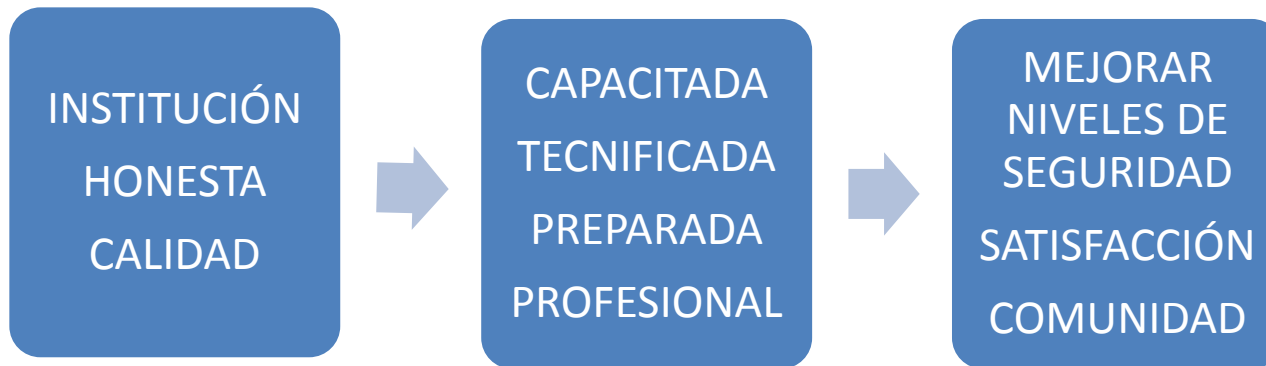 INSTITUCIÓN
HONESTA
CALIDAD
CAPACITADA
TECNIFICADA
PREPARADA
PROFESIONAL
MEJORAR
NIVELES DE
SEGURIDAD
SATISFACCIÓN
COMUNIDAD